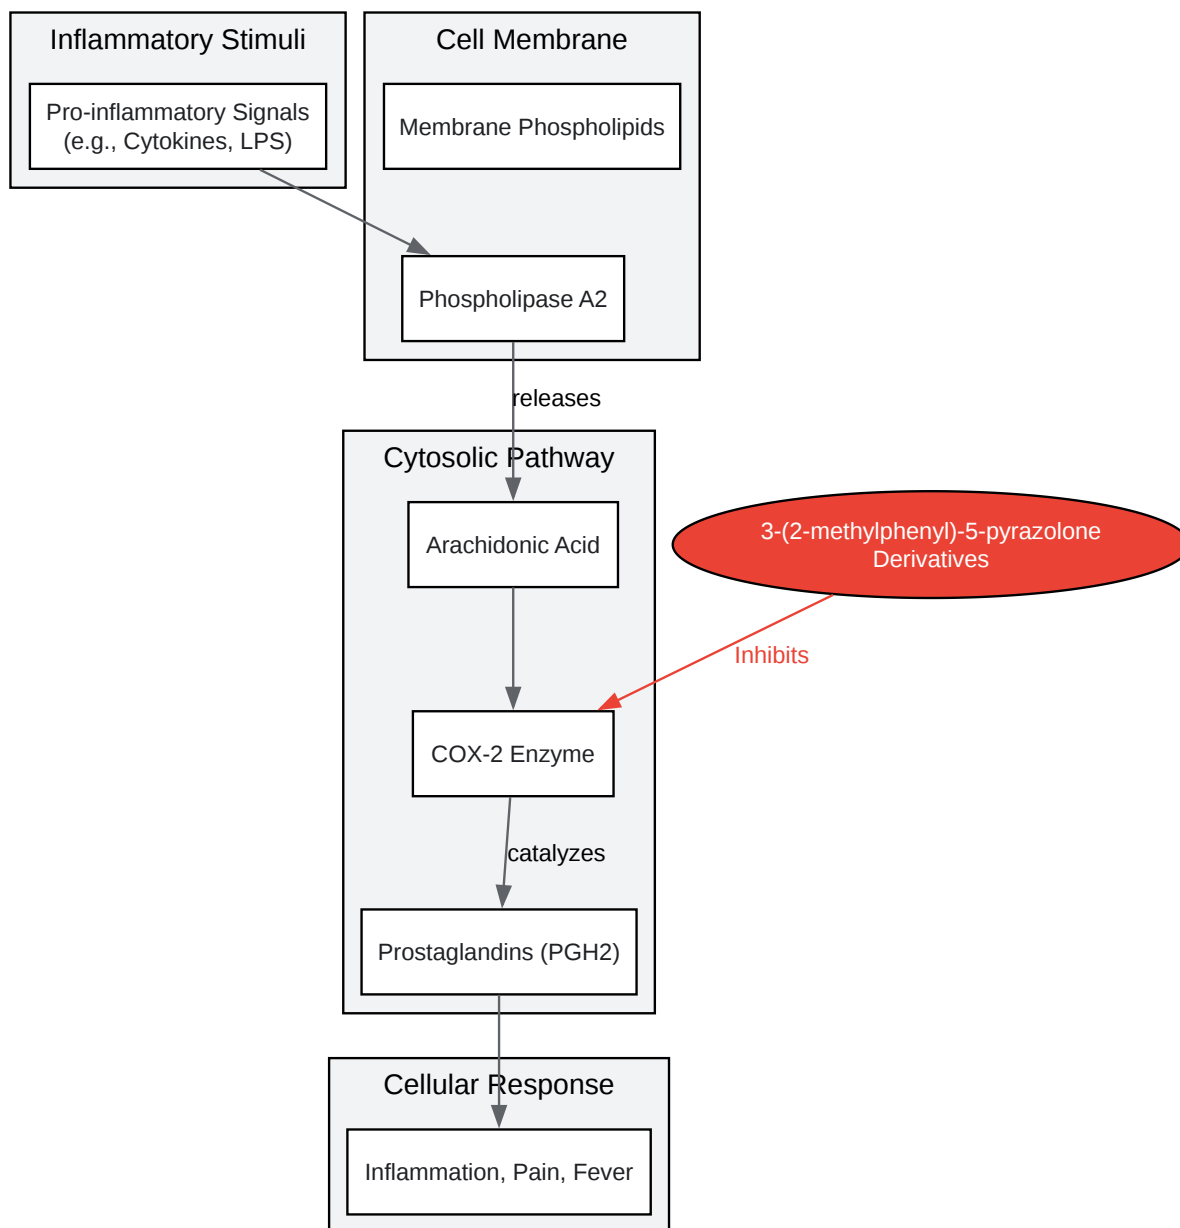 Inflammatory Stimuli
Pro-inflammatory Signals
(e.g., Cytokines, LPS)
Cell Membrane
Membrane Phospholipids
Phospholipase A2
releases
Cytosolic Pathway
Arachidonic Acid
3-(2-methylphenyl)-5-pyrazolone
Derivatives
Inhibits
COX-2 Enzyme
catalyzes
Prostaglandins (PGH2)
Cellular Response
Inflammation, Pain, Fever